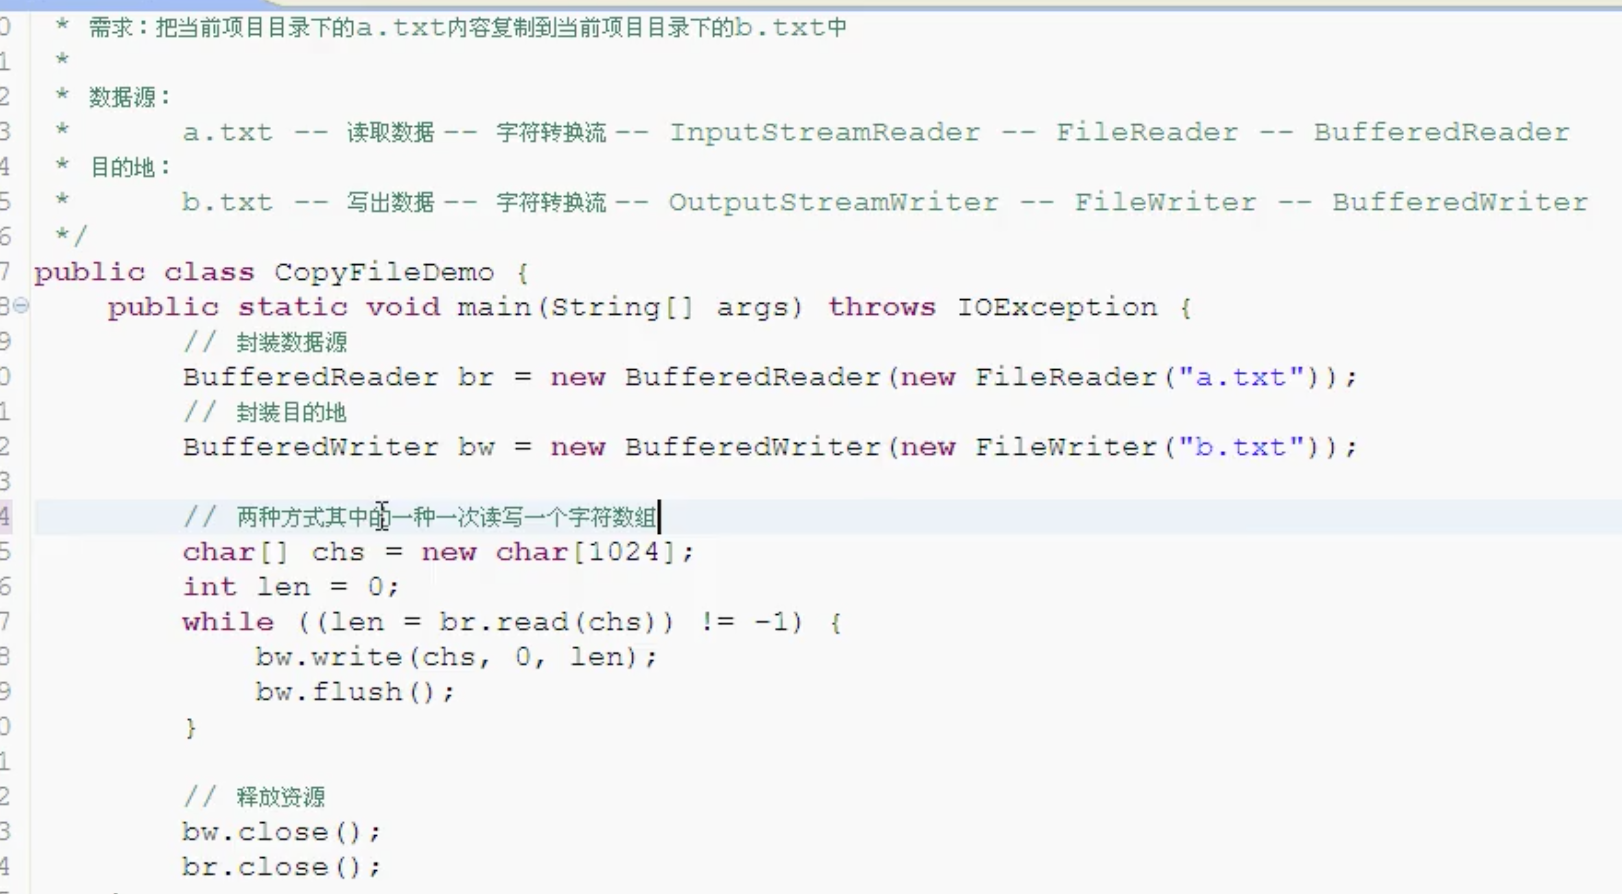 0 * 需求：把当前项目目录下的a.txt内容复制到当前项目目录下的b.txt中
1 *
2 * 数据源：
3 * a.txt -- 读取数据 -- 字符转换流 -- InputStreamReader -- FileReader -- BufferedReader
4 * 目的地：
5 * b.txt -- 写出数据 -- 字符转换流 -- OutputStreamWriter -- FileWriter -- BufferedWriter
6 */
7 public class CopyFileDemo {
8 public static void main(String[] args) throws IOException {
9 // 封装数据源
0 BufferedReader br = new BufferedReader(new FileReader("a.txt"));
1 // 封装目的地
2 BufferedWriter bw = new BufferedWriter(new FileWriter("b.txt"));
3
4 // 两种方式其中的一种一次读写一个字符数组
5 char[] chs = new char[1024];
6 int len = 0;
7 while ((len = br.read(chs)) != -1) {
8 bw.write(chs, 0, len);
9 bw.flush();
0 }
1
2 // 释放资源
3 bw.close();
4 br.close();